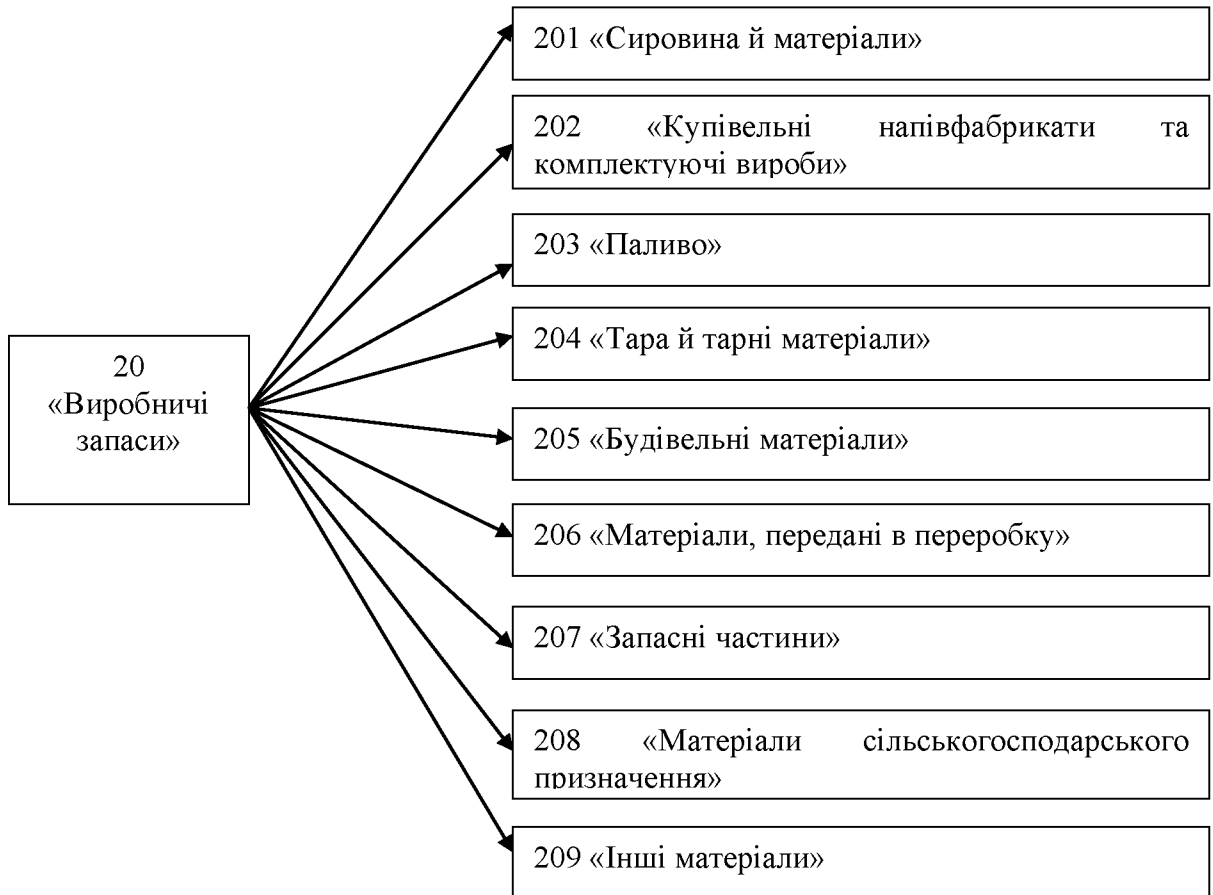 201 «Сировина й матеріали»
202 «Купівельні напівфабрикати та
комплектуючі вироби»
203 «Паливо»
204 «Тара й тарні матеріали»
20
«Виробничі
запаси»
205 «Будівельні матеріали»
206 «Матеріали, передані в переробку»
207 «Запасні частини»
208 «Матеріали сільськогосподарського
призначення»
209 «Інші матеріали»